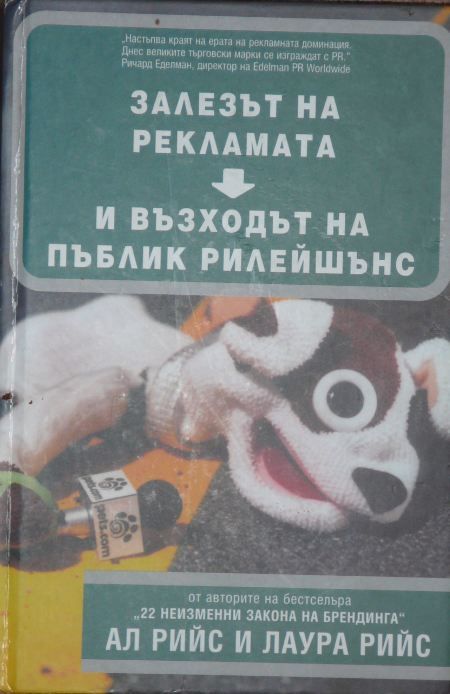 „Настъпва краят на ерата на рекламната доминация.
Днес великите търговски марки се изграждат с PR.“
Ричард Еделман, директор на Edelman PR Worldwide
ЗАЛЕЗЪТ НА
РЕКЛАМАТА
И ВЪЗХОДЪТ НА
ПЪБЛИК РИЛЕЙШЪНС
pets.com
от авторите на бестселъра
„22 НЕИЗМЕННИ ЗАКОНА НА БРЕНДИНГА“
АЛ РИЙС И ЛАУРА РИЙС